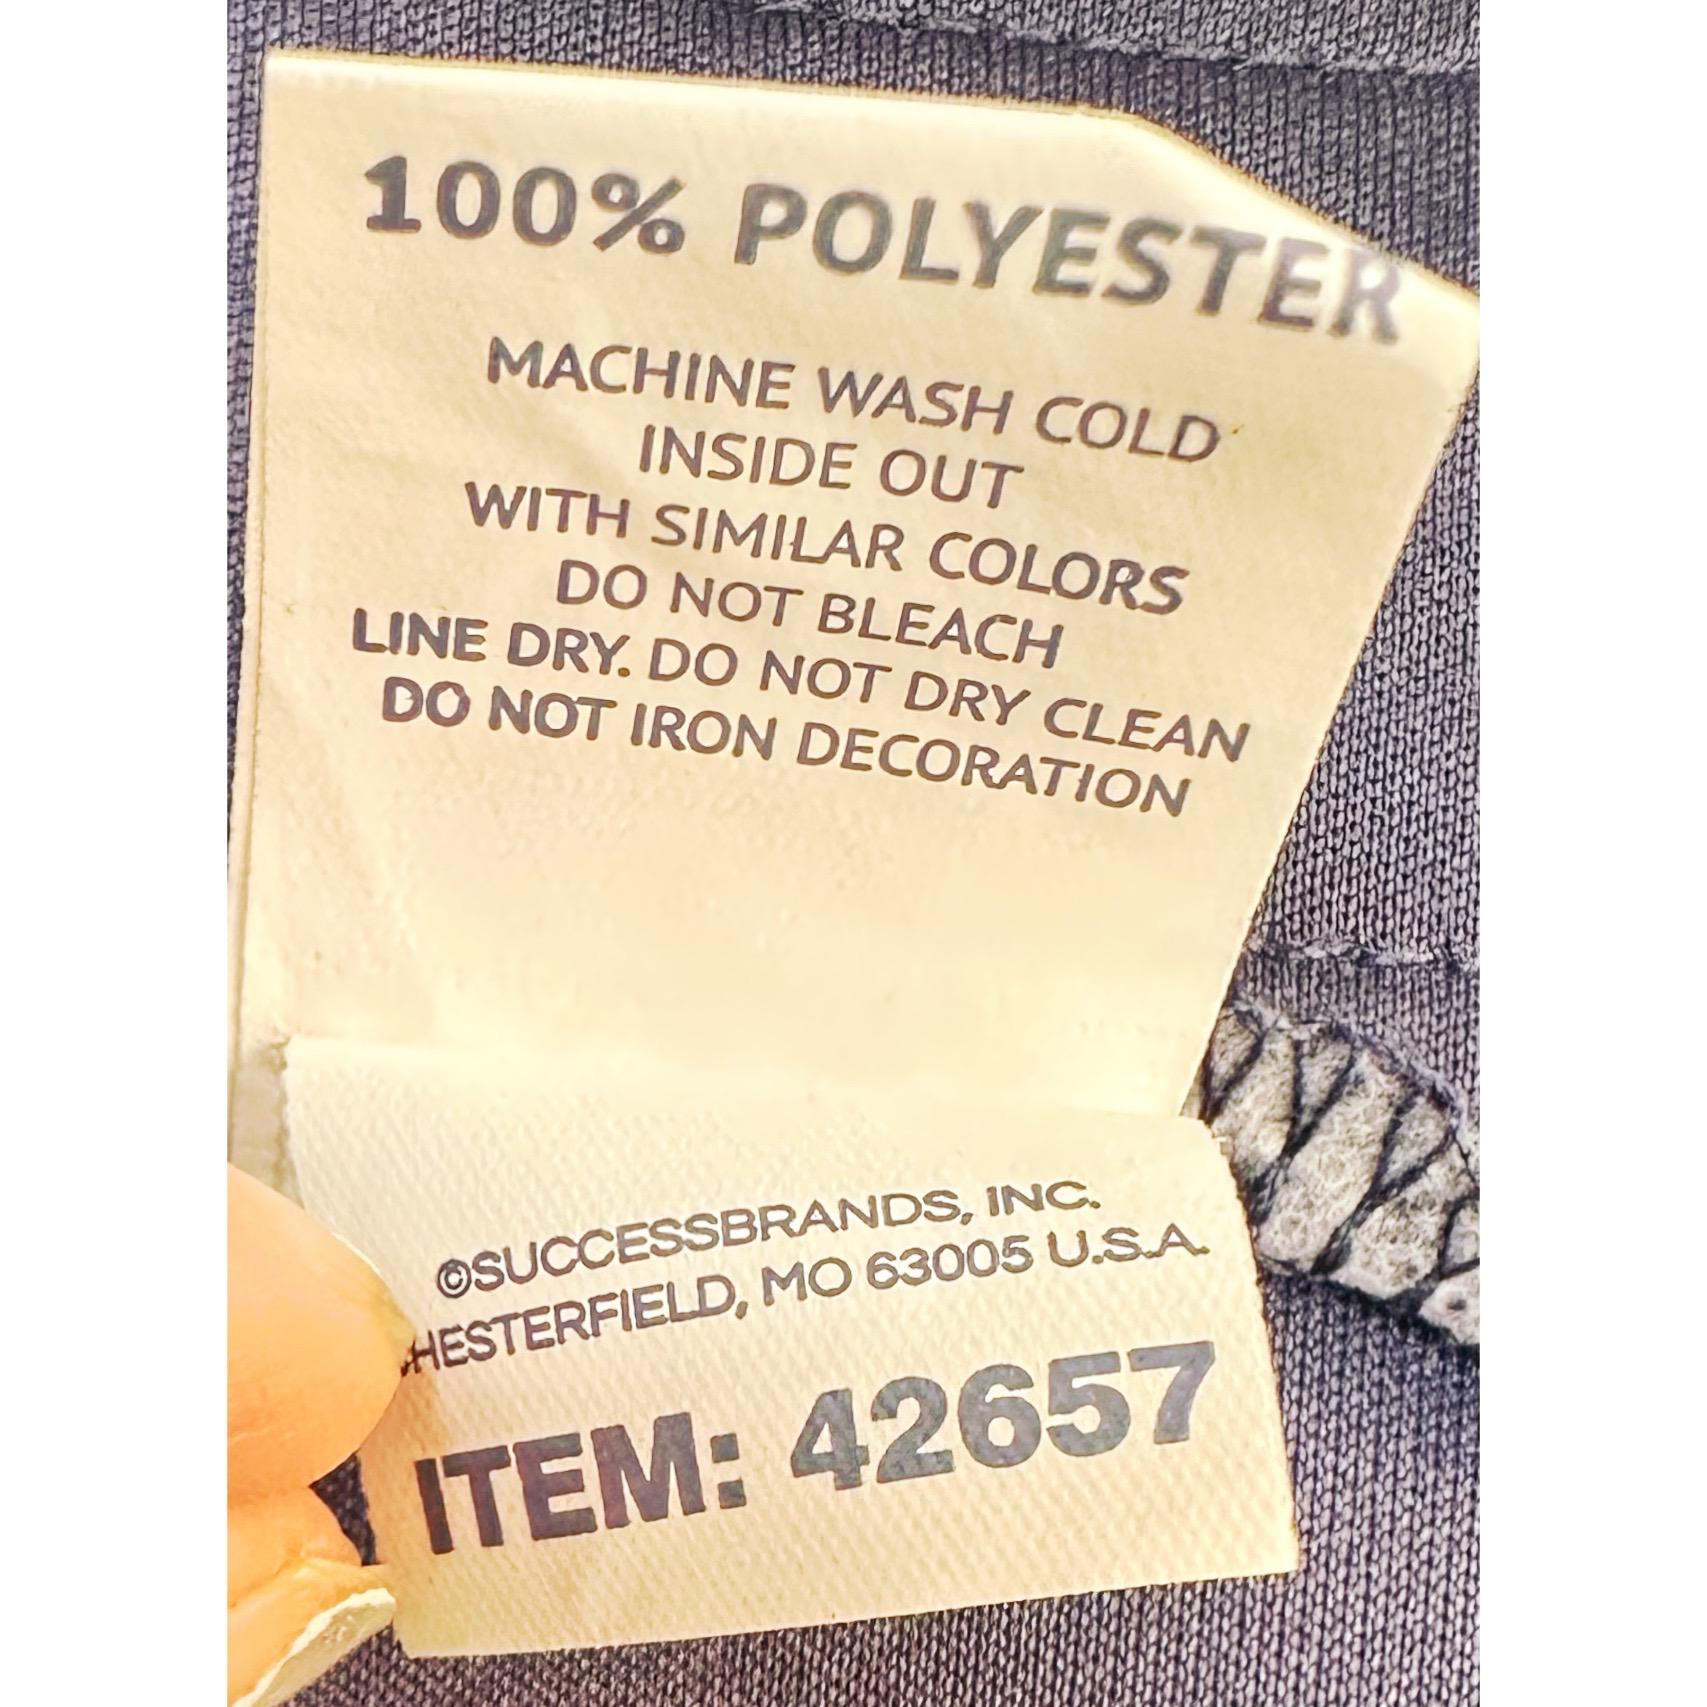 100% POLYESTER
MACHINE WASH COLD
INSIDE OUT
WITH SIMILAR COLORS
DO NOT BLEACH
LINE DRY. DO NOT DRY CLEAN
DO NOT IRON DECORATION
©SUCCESSBRANDS, INC.
HESTERFIELD, MO 63005 U.S.A.
ITEM: 42657